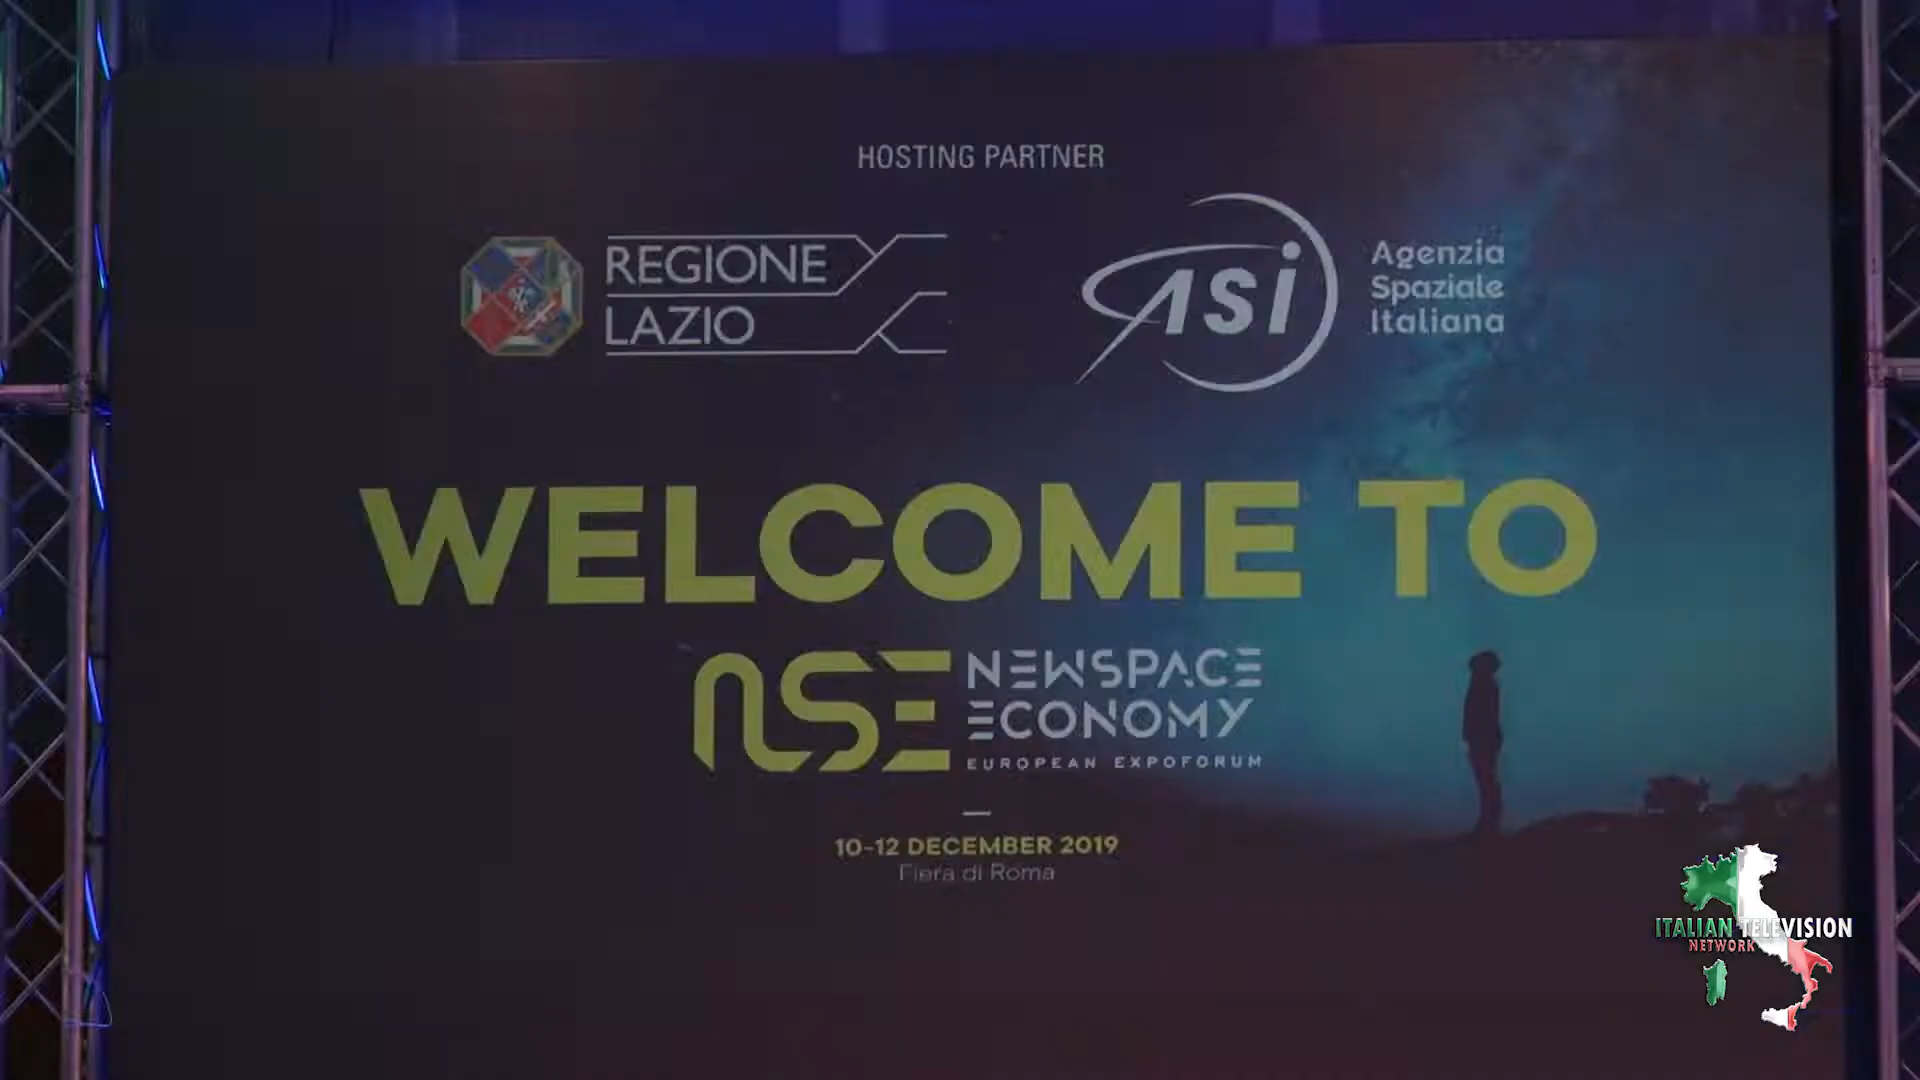 HOSTING PARTNER
REGIONE
LAZIO
ASI
Agenzia
Spaziale
Italiana
WELCOME TO
NSE
NEWSPACE
ECONOMY
EUROPEAN EXPOFORUM
10-12 DECEMBER 2019
Fiera di Roma
ITALIAN TELEVISION
NETWORK